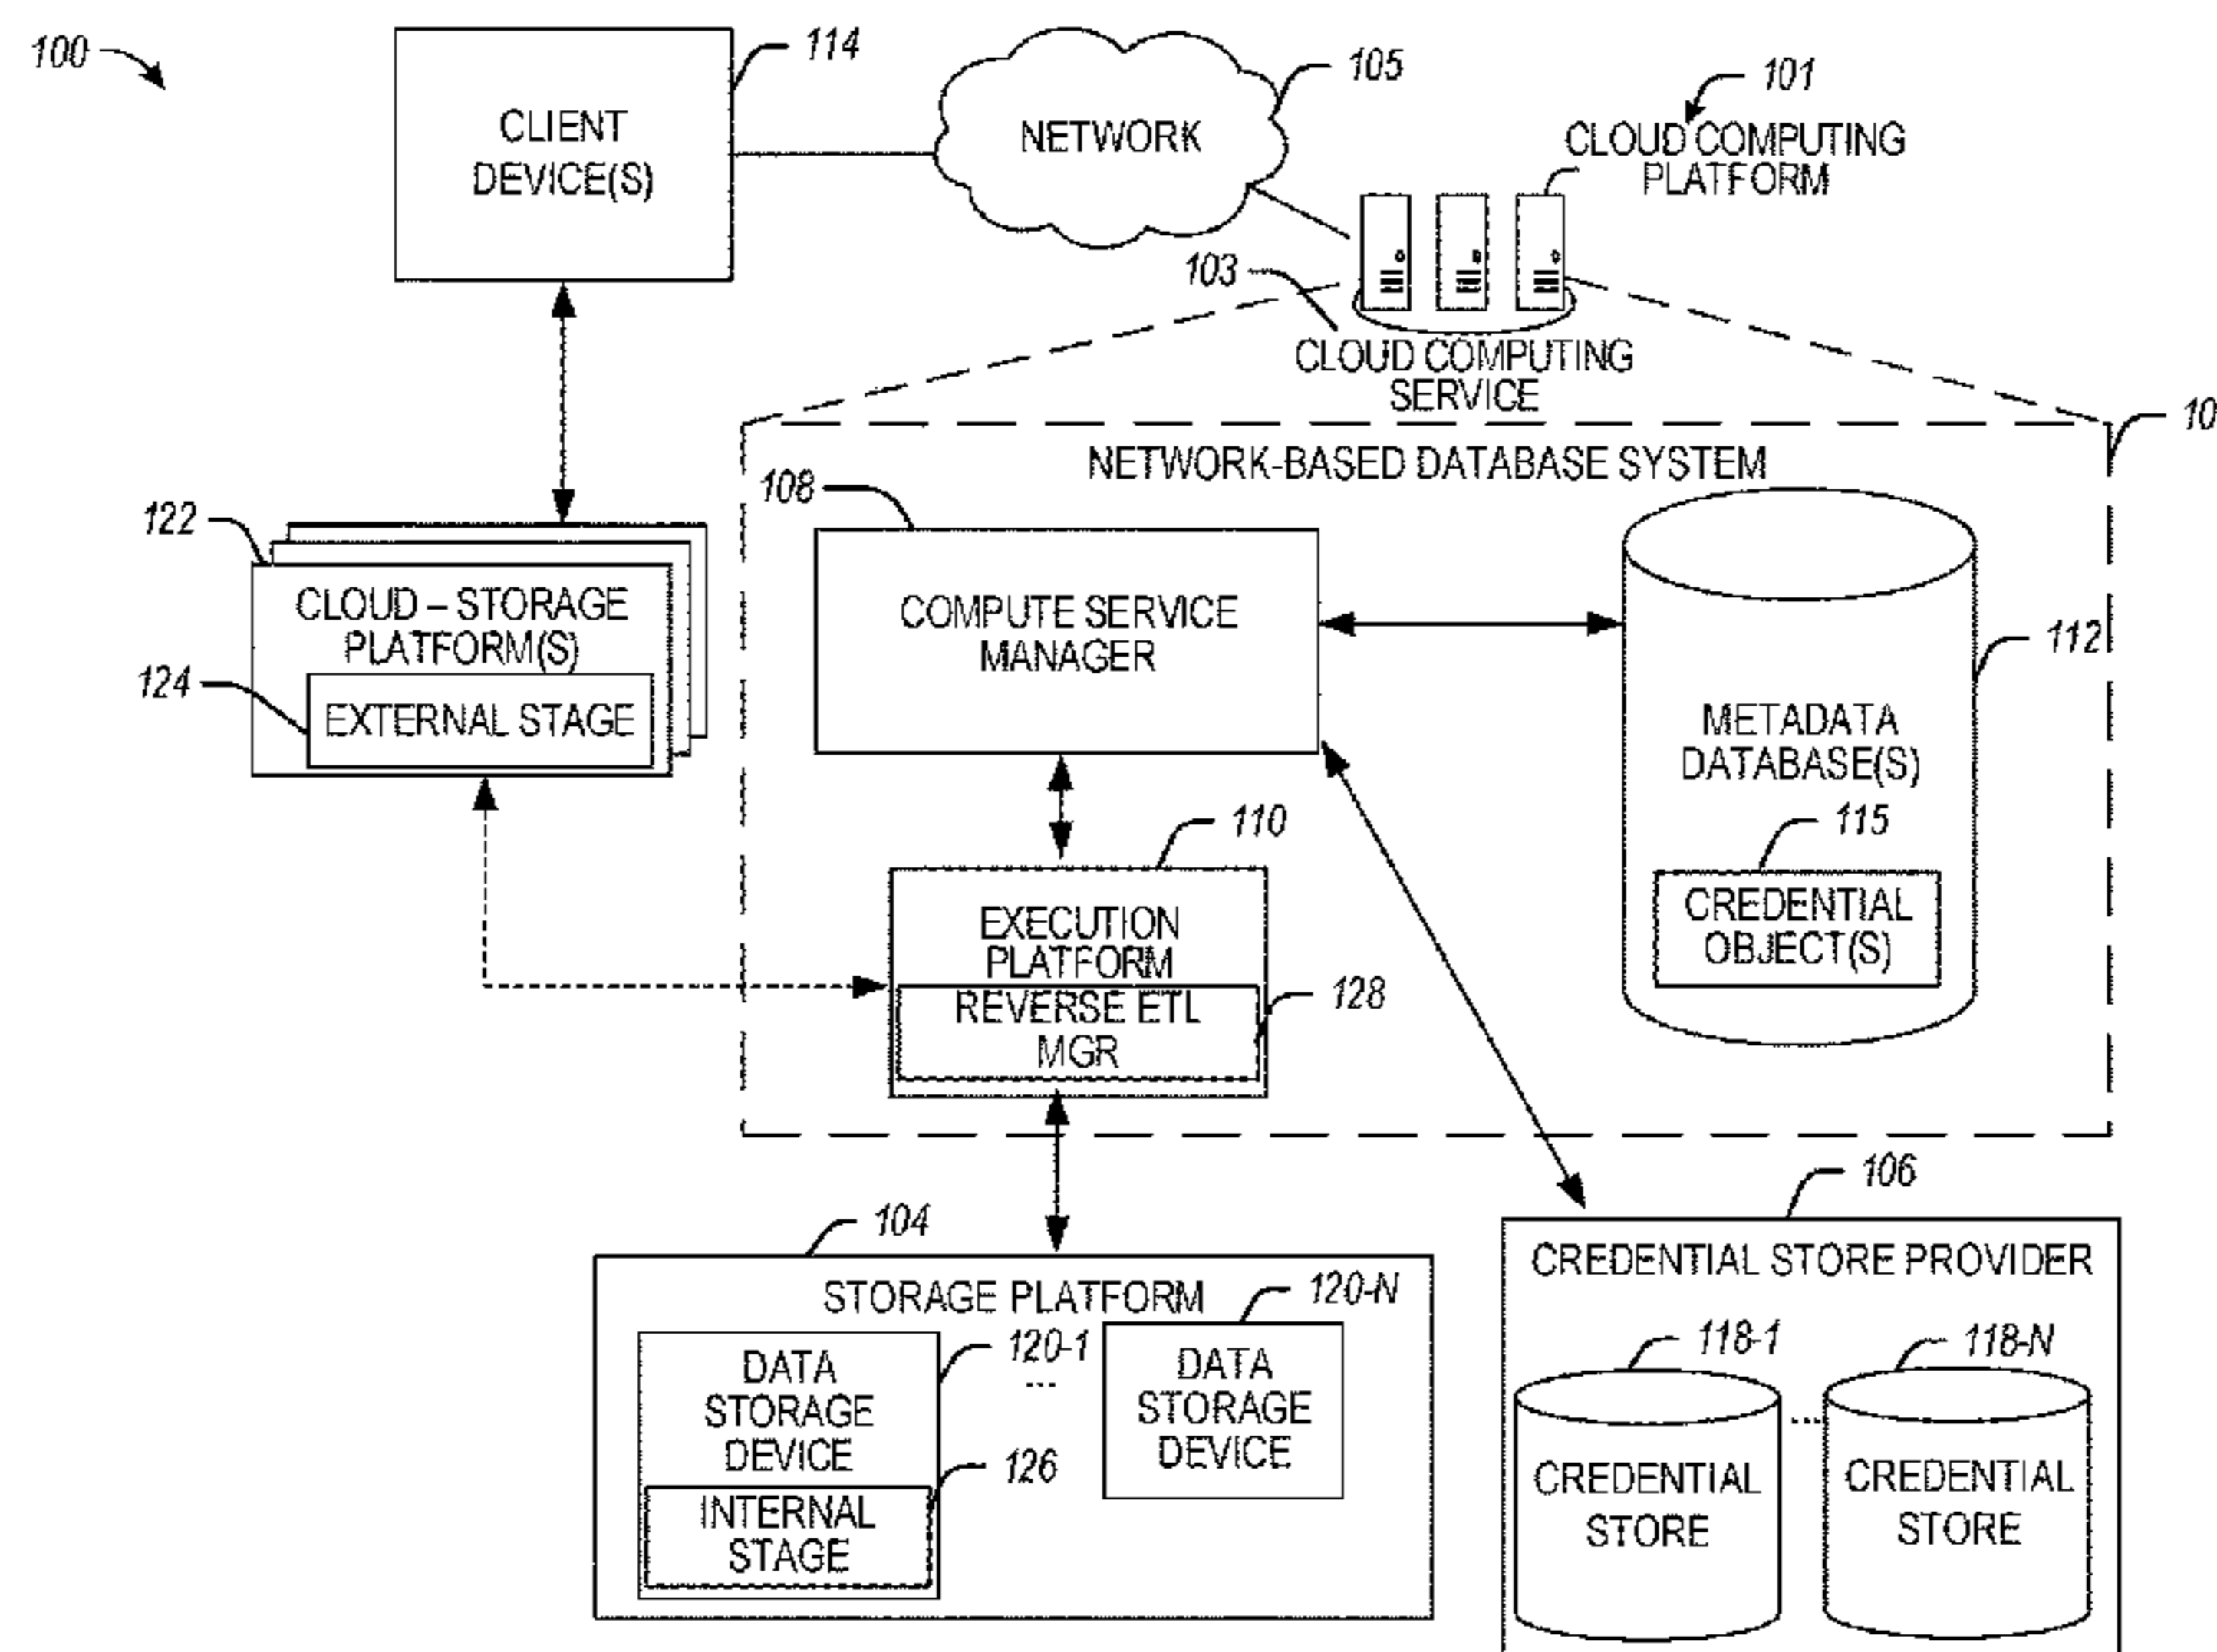 100
114
CLIENT
DEVICE(S)
105
NETWORK
101
CLOUD COMPUTING
PLATFORM
103
CLOUD COMPUTING
SERVICE
10
NETWORK-BASED DATABASE SYSTEM
108
COMPUTE SERVICE
MANAGER
122
CLOUD – STORAGE
PLATFORM(S)
124
EXTERNAL STAGE
112
METADATA
DATABASE(S)
115
CREDENTIAL
OBJECT(S)
110
EXECUTION
PLATFORM
REVERSE ETL
MGR
128
104
STORAGE PLATFORM
120-1
DATA
STORAGE
DEVICE
126
INTERNAL
STAGE
...
120-N
DATA
STORAGE
DEVICE
106
CREDENTIAL STORE PROVIDER
118-1
CREDENTIAL
STORE
...
118-N
CREDENTIAL
STORE